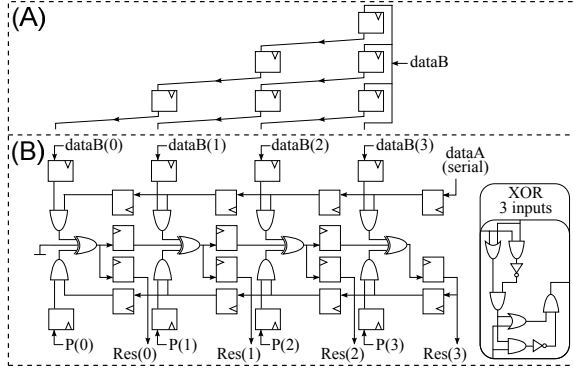 (A)
dataB
(B)
dataB(0)
dataB(1)
dataB(2)
dataB(3)
dataA
(serial)
XOR
3 inputs
P(0)
Res(0)
P(1)
Res(1)
P(2)
Res(2)
P(3)
Res(3)